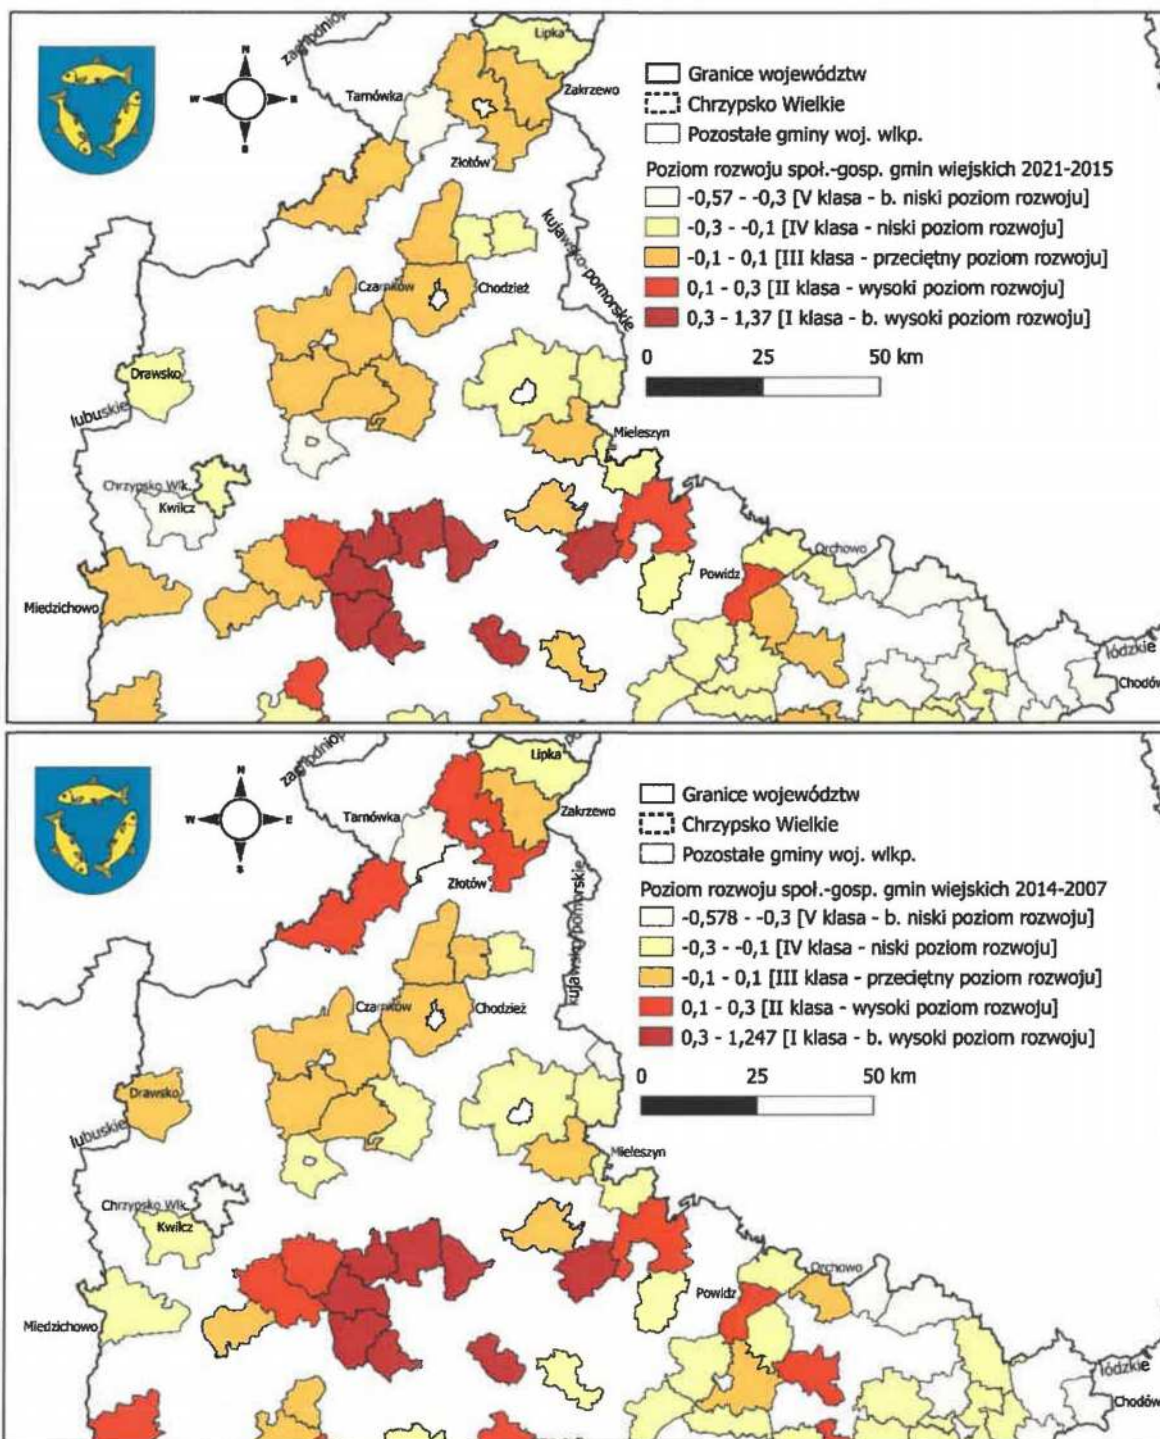 zachodniop
Lipka
N
W
E
S
Tarnówka
Zakrzewo
Złotów
Granice województw
Chrzypsko Wielkie
Pozostałe gminy woj. wlkp.
Poziom rozwoju społ.-gosp. gmin wiejskich 2021-2015
-0,57 - -0,3 [V klasa - b. niski poziom rozwoju]
-0,3 - -0,1 [IV klasa - niski poziom rozwoju]
-0,1 - 0,1 [III klasa - przeciętny poziom rozwoju]
0,1 - 0,3 [II klasa - wysoki poziom rozwoju]
0,3 - 1,37 [I klasa - b. wysoki poziom rozwoju]
0 25 50 km
kujawsko-pomorskie
Czarnków
Chodzież
Drawsko
lubuskie
Mieleszyn
Chrzypsko Wlk.
Kwilcz
Orchowo
Powidz
Miedzichowo
łódzkie
Chodów
zachodniop
po
Lipka
N
W
E
S
Tarnówka
Zakrzewo
Złotów
Granice województw
Chrzypsko Wielkie
Pozostałe gminy woj. wlkp.
Poziom rozwoju społ.-gosp. gmin wiejskich 2014-2007
-0,578 - -0,3 [V klasa - b. niski poziom rozwoju]
-0,3 - -0,1 [IV klasa - niski poziom rozwoju]
-0,1 - 0,1 [III klasa - przeciętny poziom rozwoju]
0,1 - 0,3 [II klasa - wysoki poziom rozwoju]
0,3 - 1,247 [I klasa - b. wysoki poziom rozwoju]
0 25 50 km
kujawsko-pomorskie
Czarnków
Chodzież
Drawsko
lubuskie
Mieleszyn
Chrzypsko Wlk.
Kwilcz
Orchowo
Powidz
Miedzichowo
łódzkie
Chodów